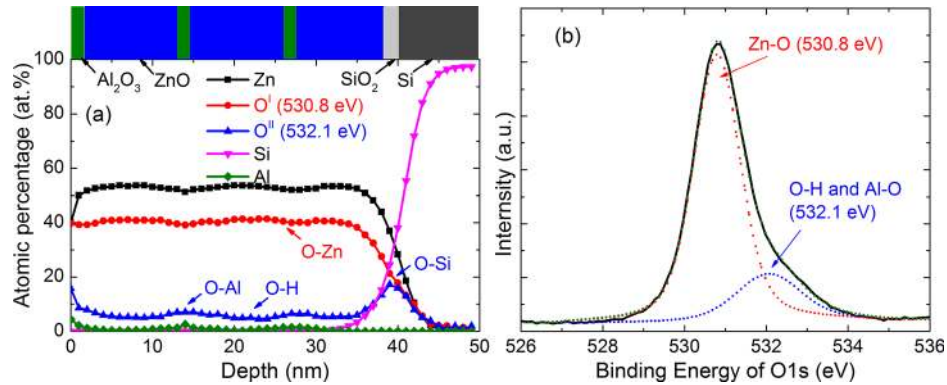 Al₂O₃ ZnO SiO₂ Si
(a)
Zn
Oᴵ (530.8 eV)
Oᴵᴵ (532.1 eV)
Si
Al
O-Zn
O-Si
O-Al
O-H
Atomic percentage (at.%)
100
80
60
40
20
0
0 10 20 30 40 50
Depth (nm)
(b)
Zn-O (530.8 eV)
O-H and Al-O
(532.1 eV)
Internsity (a.u.)
526 528 530 532 534 536
Binding Energy of O1s (eV)